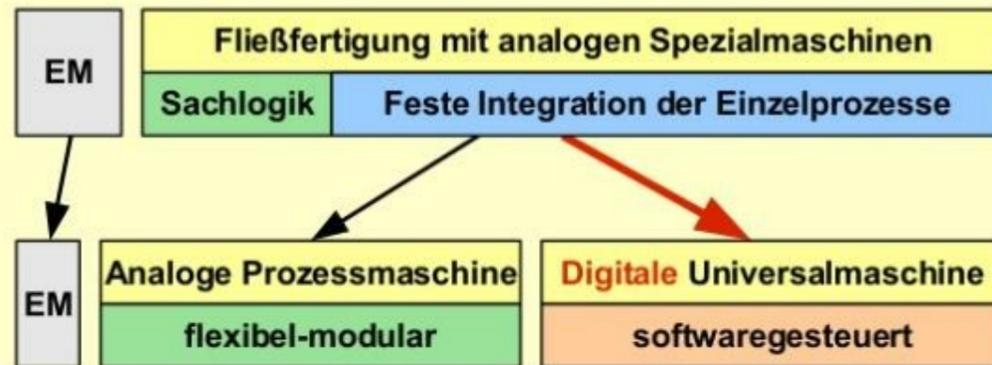 EM
Fließfertigung mit analogen Spezialmaschinen
Sachlogik
Feste Integration der Einzelprozesse
EM
Analoge Prozessmaschine
flexibel-modular
Digitale Universalmaschine
softwaregesteuert